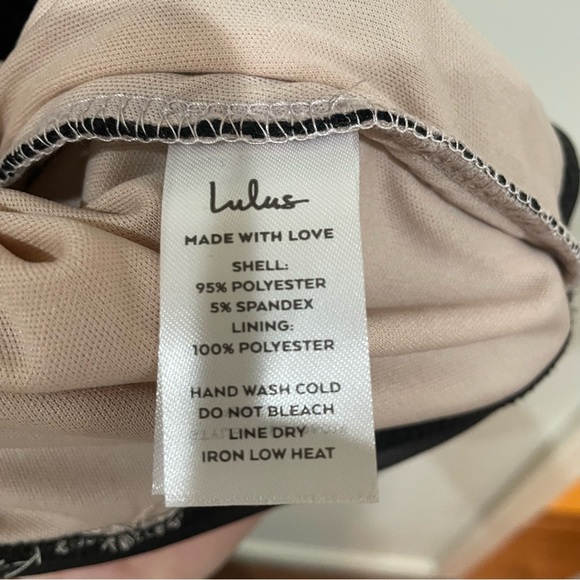 Lulus
MADE WITH LOVE
SHELL:
95% POLYESTER
5% SPANDEX
LINING:
100% POLYESTER
HAND WASH COLD
DO NOT BLEACH
LINE DRY
IRON LOW HEAT